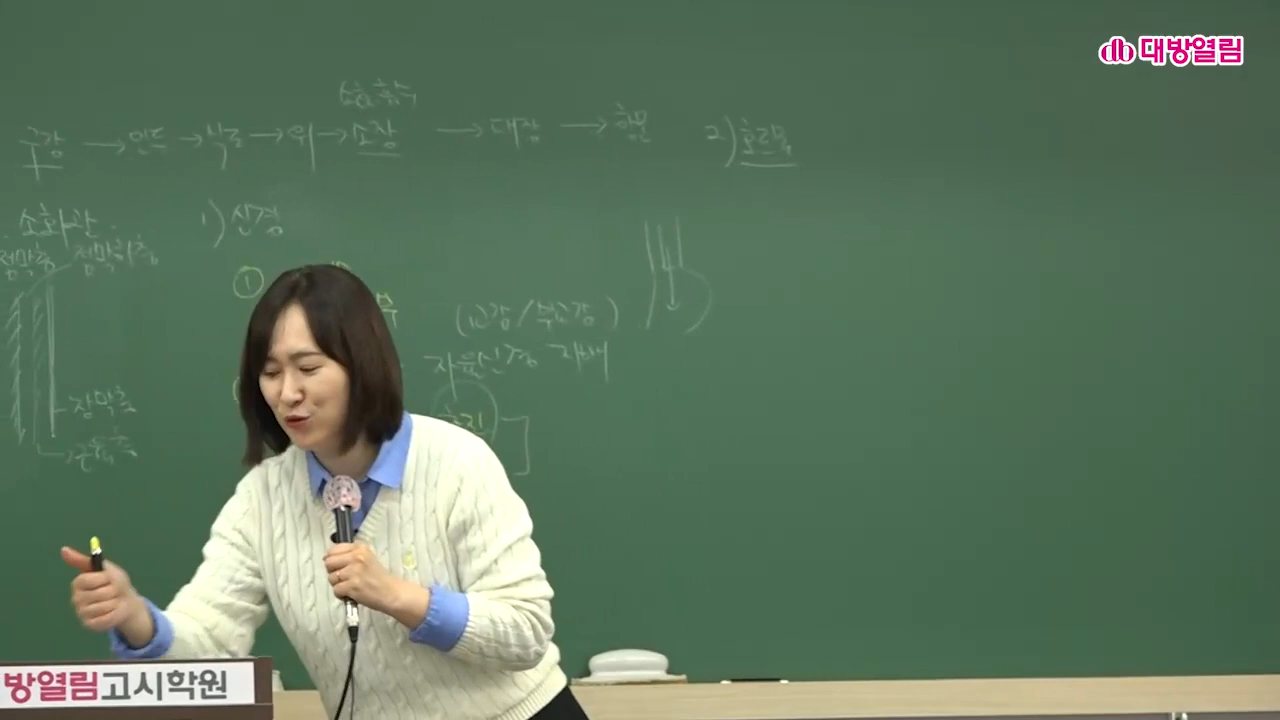 대방열림
소화흡수
구강 → 인두 → 식도 → 위 → 소장 → 대장 → 항문
2) 호르몬
소화관
1) 신경
점막층 점막하층
①
(교감/부교감)
자율신경 지배
장막층
근육층
방열림고시학원